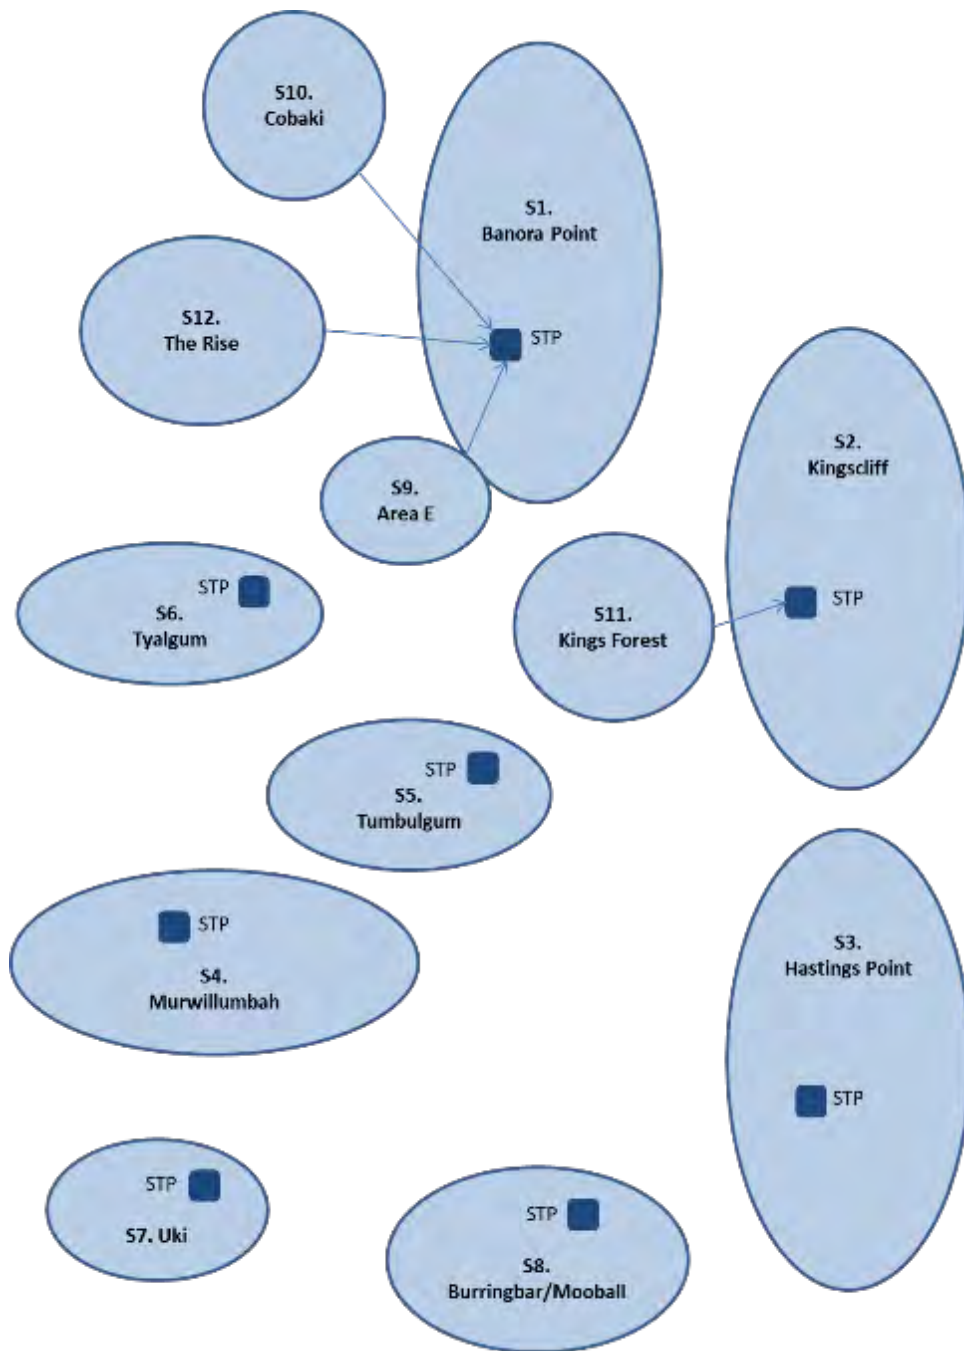 S10.
Cobaki
S1.
Banora Point
S12.
The Rise
STP
S2.
Kingscliff
S9.
Area E
STP
S6.
Tyalgum
S11.
Kings Forest
STP
STP
S5.
Tumbulgum
STP
S4.
Murwillumbah
S3.
Hastings Point
STP
STP
S7. Uki
STP
S8.
Burringbar/Mooball